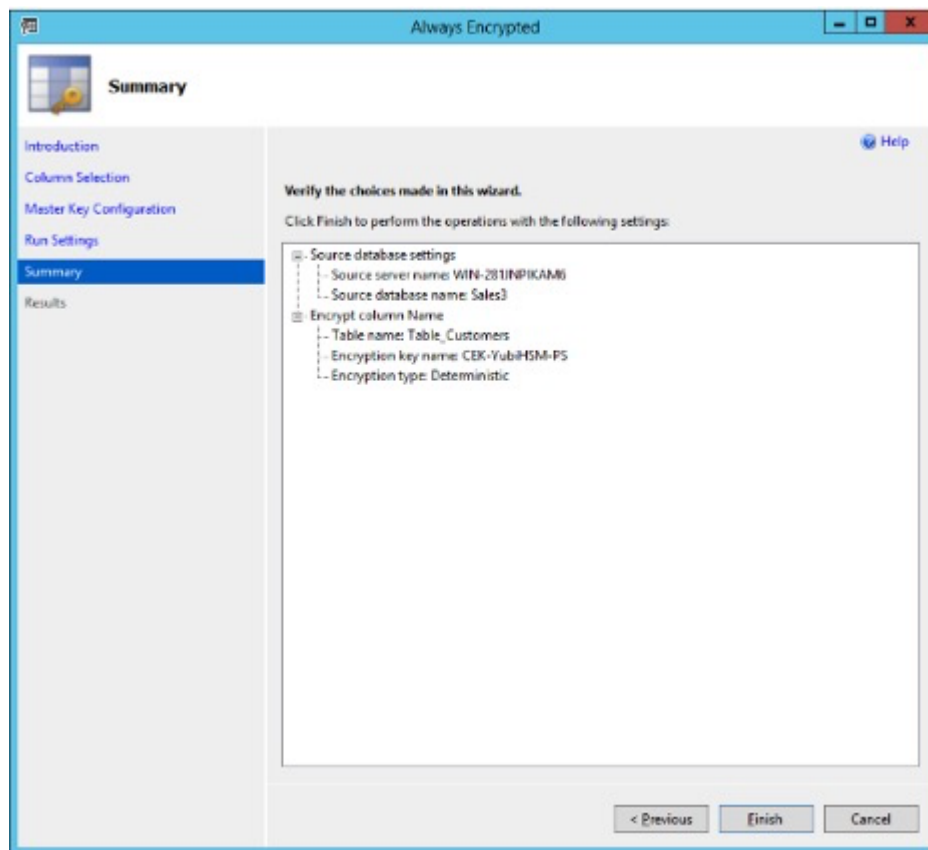 Always Encrypted
Summary
Introduction
Column Selection
Master Key Configuration
Run Settings
Summary
Results
Help
Verify the choices made in this wizard.
Click Finish to perform the operations with the following settings:
Source database settings
Source server name: WIN-281JNPIKAM6
Source database name: Sales3
Encrypt column Name
Table name: Table_Customers
Encryption key name: CEK-YubiHSM-PS
Encryption type: Deterministic
< Previous
Finish
Cancel